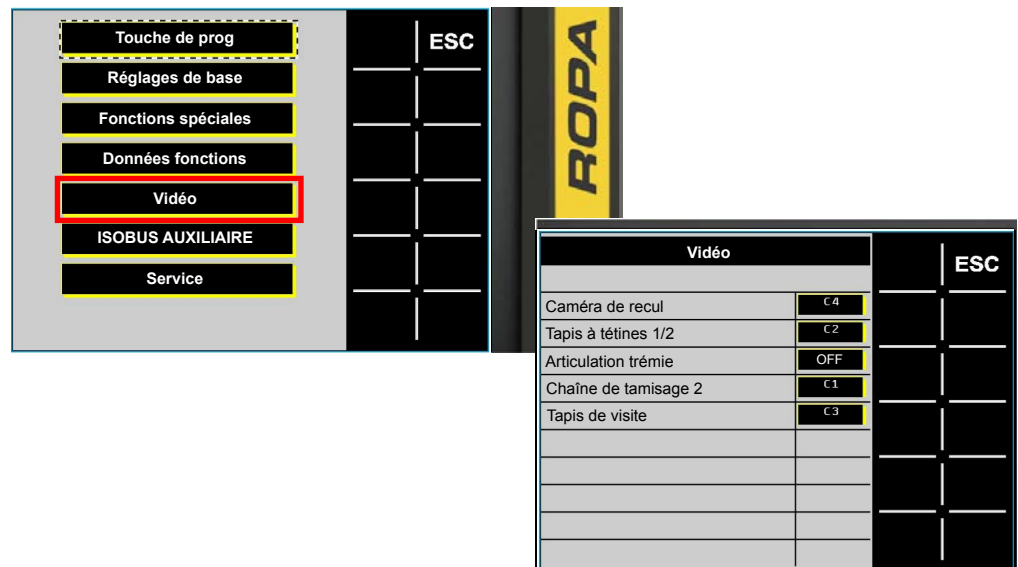 Touche de prog
ESC
Réglages de base
Fonctions spéciales
Données fonctions
Vidéo
ISOBUS AUXILIAIRE
Service
ROPA
Vidéo
ESC
Caméra de recul C4
Tapis à tétines 1/2 C2
Articulation trémie OFF
Chaîne de tamisage 2 C1
Tapis de visite C3